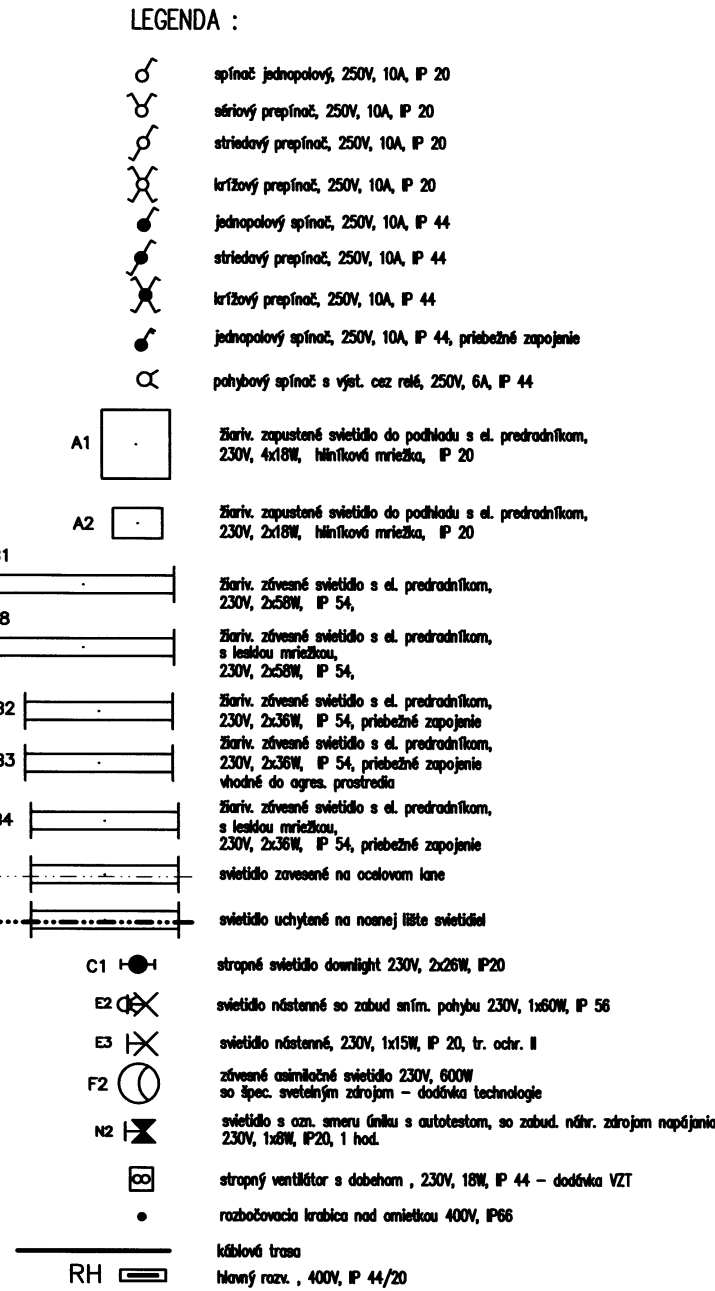 LEGENDA :
spínač jednopolový, 250V, 10A, IP 20
sériový prepínač, 250V, 10A, IP 20
striedavý prepínač, 250V, 10A, IP 20
krížový prepínač, 250V, 10A, IP 20
jednopolový spínač, 250V, 10A, IP 44
striedavý prepínač, 250V, 10A, IP 44
krížový prepínač, 250V, 10A, IP 44
jednopolový spínač, 250V, 10A, IP 44, priebežné zapojenie
pohybový spínač s výst. cez relé, 250V, 6A, IP 44
A1
žiariv. zapustené svietidlo do podhladu s el. predradníkom,
230V, 4x18W, hliníková mriežka, IP 20
A2
žiariv. zapustené svietidlo do podhladu s el. predradníkom,
230V, 2x18W, hliníková mriežka, IP 20
1
žiariv. závesné svietidlo s el. predradníkom,
230V, 2x58W, IP 54,
8
žiariv. závesné svietidlo s el. predradníkom,
s lesklou mriežkou,
230V, 2x58W, IP 54,
B2
žiariv. závesné svietidlo s el. predradníkom,
230V, 2x36W, IP 54, priebežné zapojenie
B3
žiariv. závesné svietidlo s el. predradníkom,
230V, 2x36W, IP 54, priebežné zapojenie
vhodné do agres. prostredia
B4
žiariv. závesné svietidlo s el. predradníkom,
s lesklou mriežkou,
230V, 2x36W, IP 54, priebežné zapojenie
svietidlo zavesené na ocelovom lane
svietidlo uchytené na nosnej lište svietidiel
C1 stropné svietidlo downlight 230V, 2x26W, IP20
E2 svietidlo nástenné so zabud sním. pohybu 230V, 1x60W, IP 56
E3 svietidlo nástenné, 230V, 1x15W, IP 20, tr. ochr. II
F2
závesné asimilačné svietidlo 230V, 600W
so špec. svetelným zdrojom – dodávka technologie
N2
svietidlo s ozn. smeru úniku s autotestom, so zabud. náhr. zdrojom napájania
230V, 1x8W, IP20, 1 hod.
stropný ventilátor s dobehom , 230V, 18W, IP 44 – dodávka VZT
rozbočovacia krabica nad omietkou 400V, IP66
káblová trasa
RH hlavný rozv. , 400V, IP 44/20